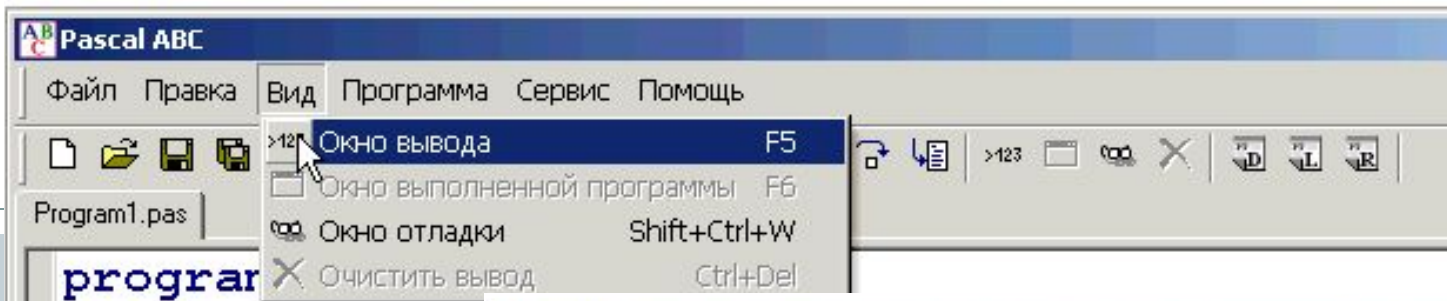 Pascal ABC
Файл Правка Вид Программа Сервис Помощь
>123 Окно вывода F5
>123
Окно выполненной программы F6
Program1.pas
Окно отладки Shift+Ctrl+W
Очистить вывод Ctrl+Del